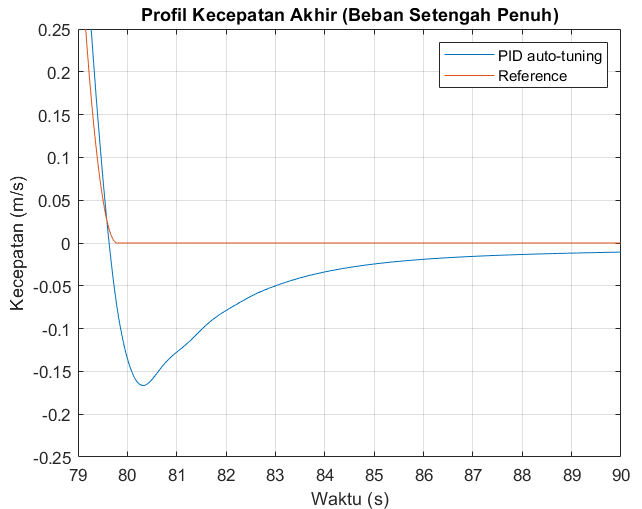 Profil Kecepatan Akhir (Beban Setengah Penuh)
PID auto-tuning
Reference
Kecepatan (m/s)
0.25
0.2
0.15
0.1
0.05
0
-0.05
-0.1
-0.15
-0.2
-0.25
79 80 81 82 83 84 85 86 87 88 89 90
Waktu (s)